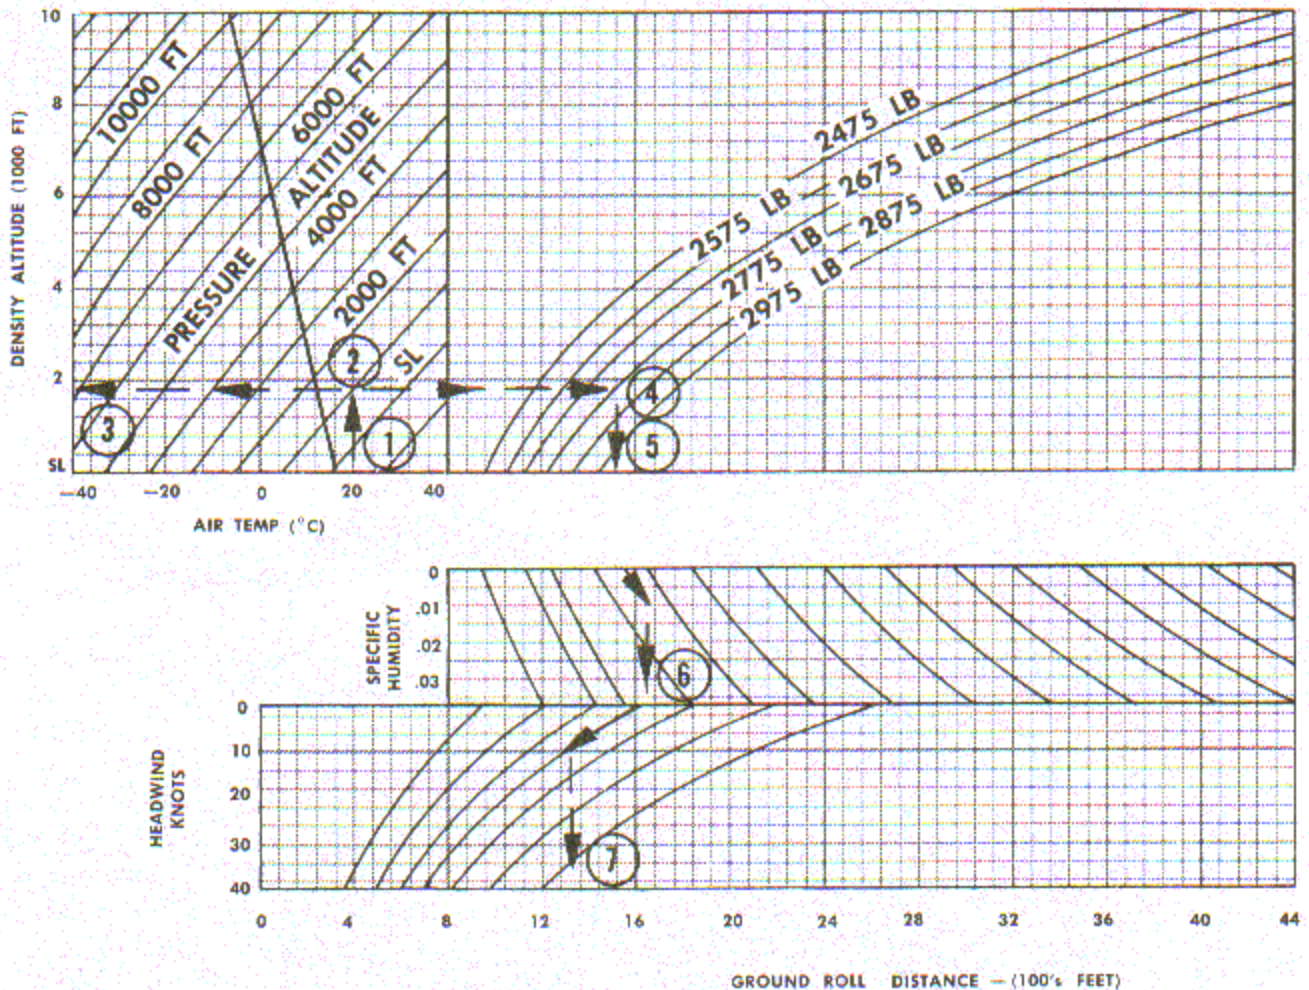 10
8
6
4
2
SL
DENSITY ALTITUDE (1000 FT)
10000 FT
8000 FT
6000 FT
PRESSURE ALTITUDE
4000 FT
2000 FT
SL
2475 LB
2575 LB
2675 LB
2775 LB
2875 LB
2975 LB
1
2
3
4
5
—40 —20 0 20 40
AIR TEMP (°C)
SPECIFIC
HUMIDITY
0
.01
.02
.03
6
HEADWIND
KNOTS
0
10
20
30
40
7
0 4 8 12 16 20 24 28 32 36 40 44
GROUND ROLL DISTANCE — (100's FEET)